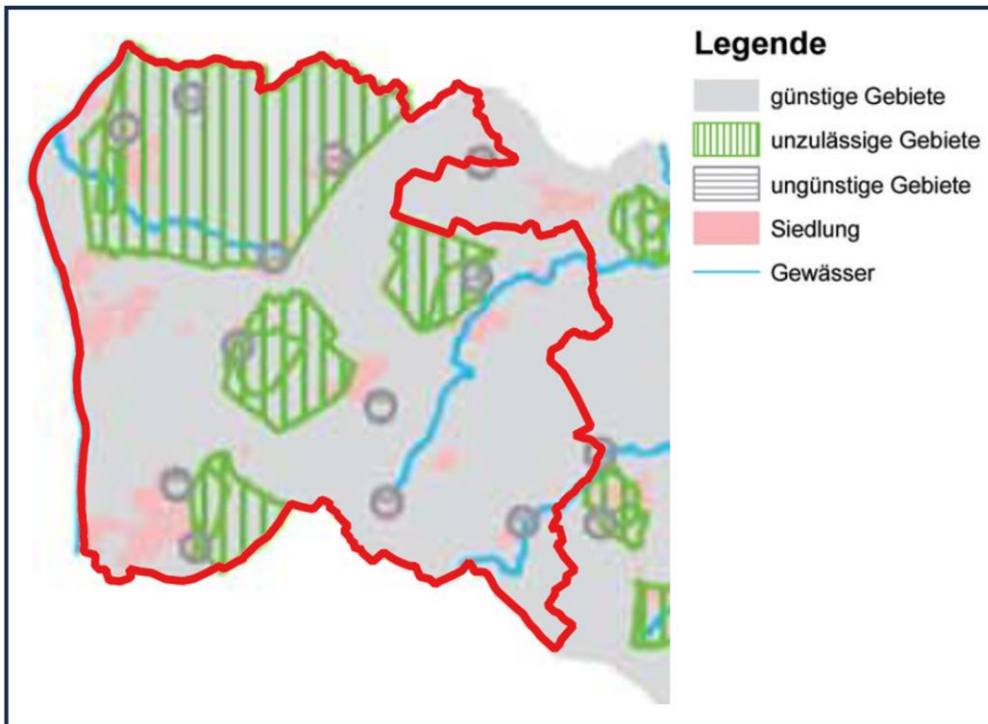 Legende
günstige Gebiete
unzulässige Gebiete
ungünstige Gebiete
Siedlung
Gewässer